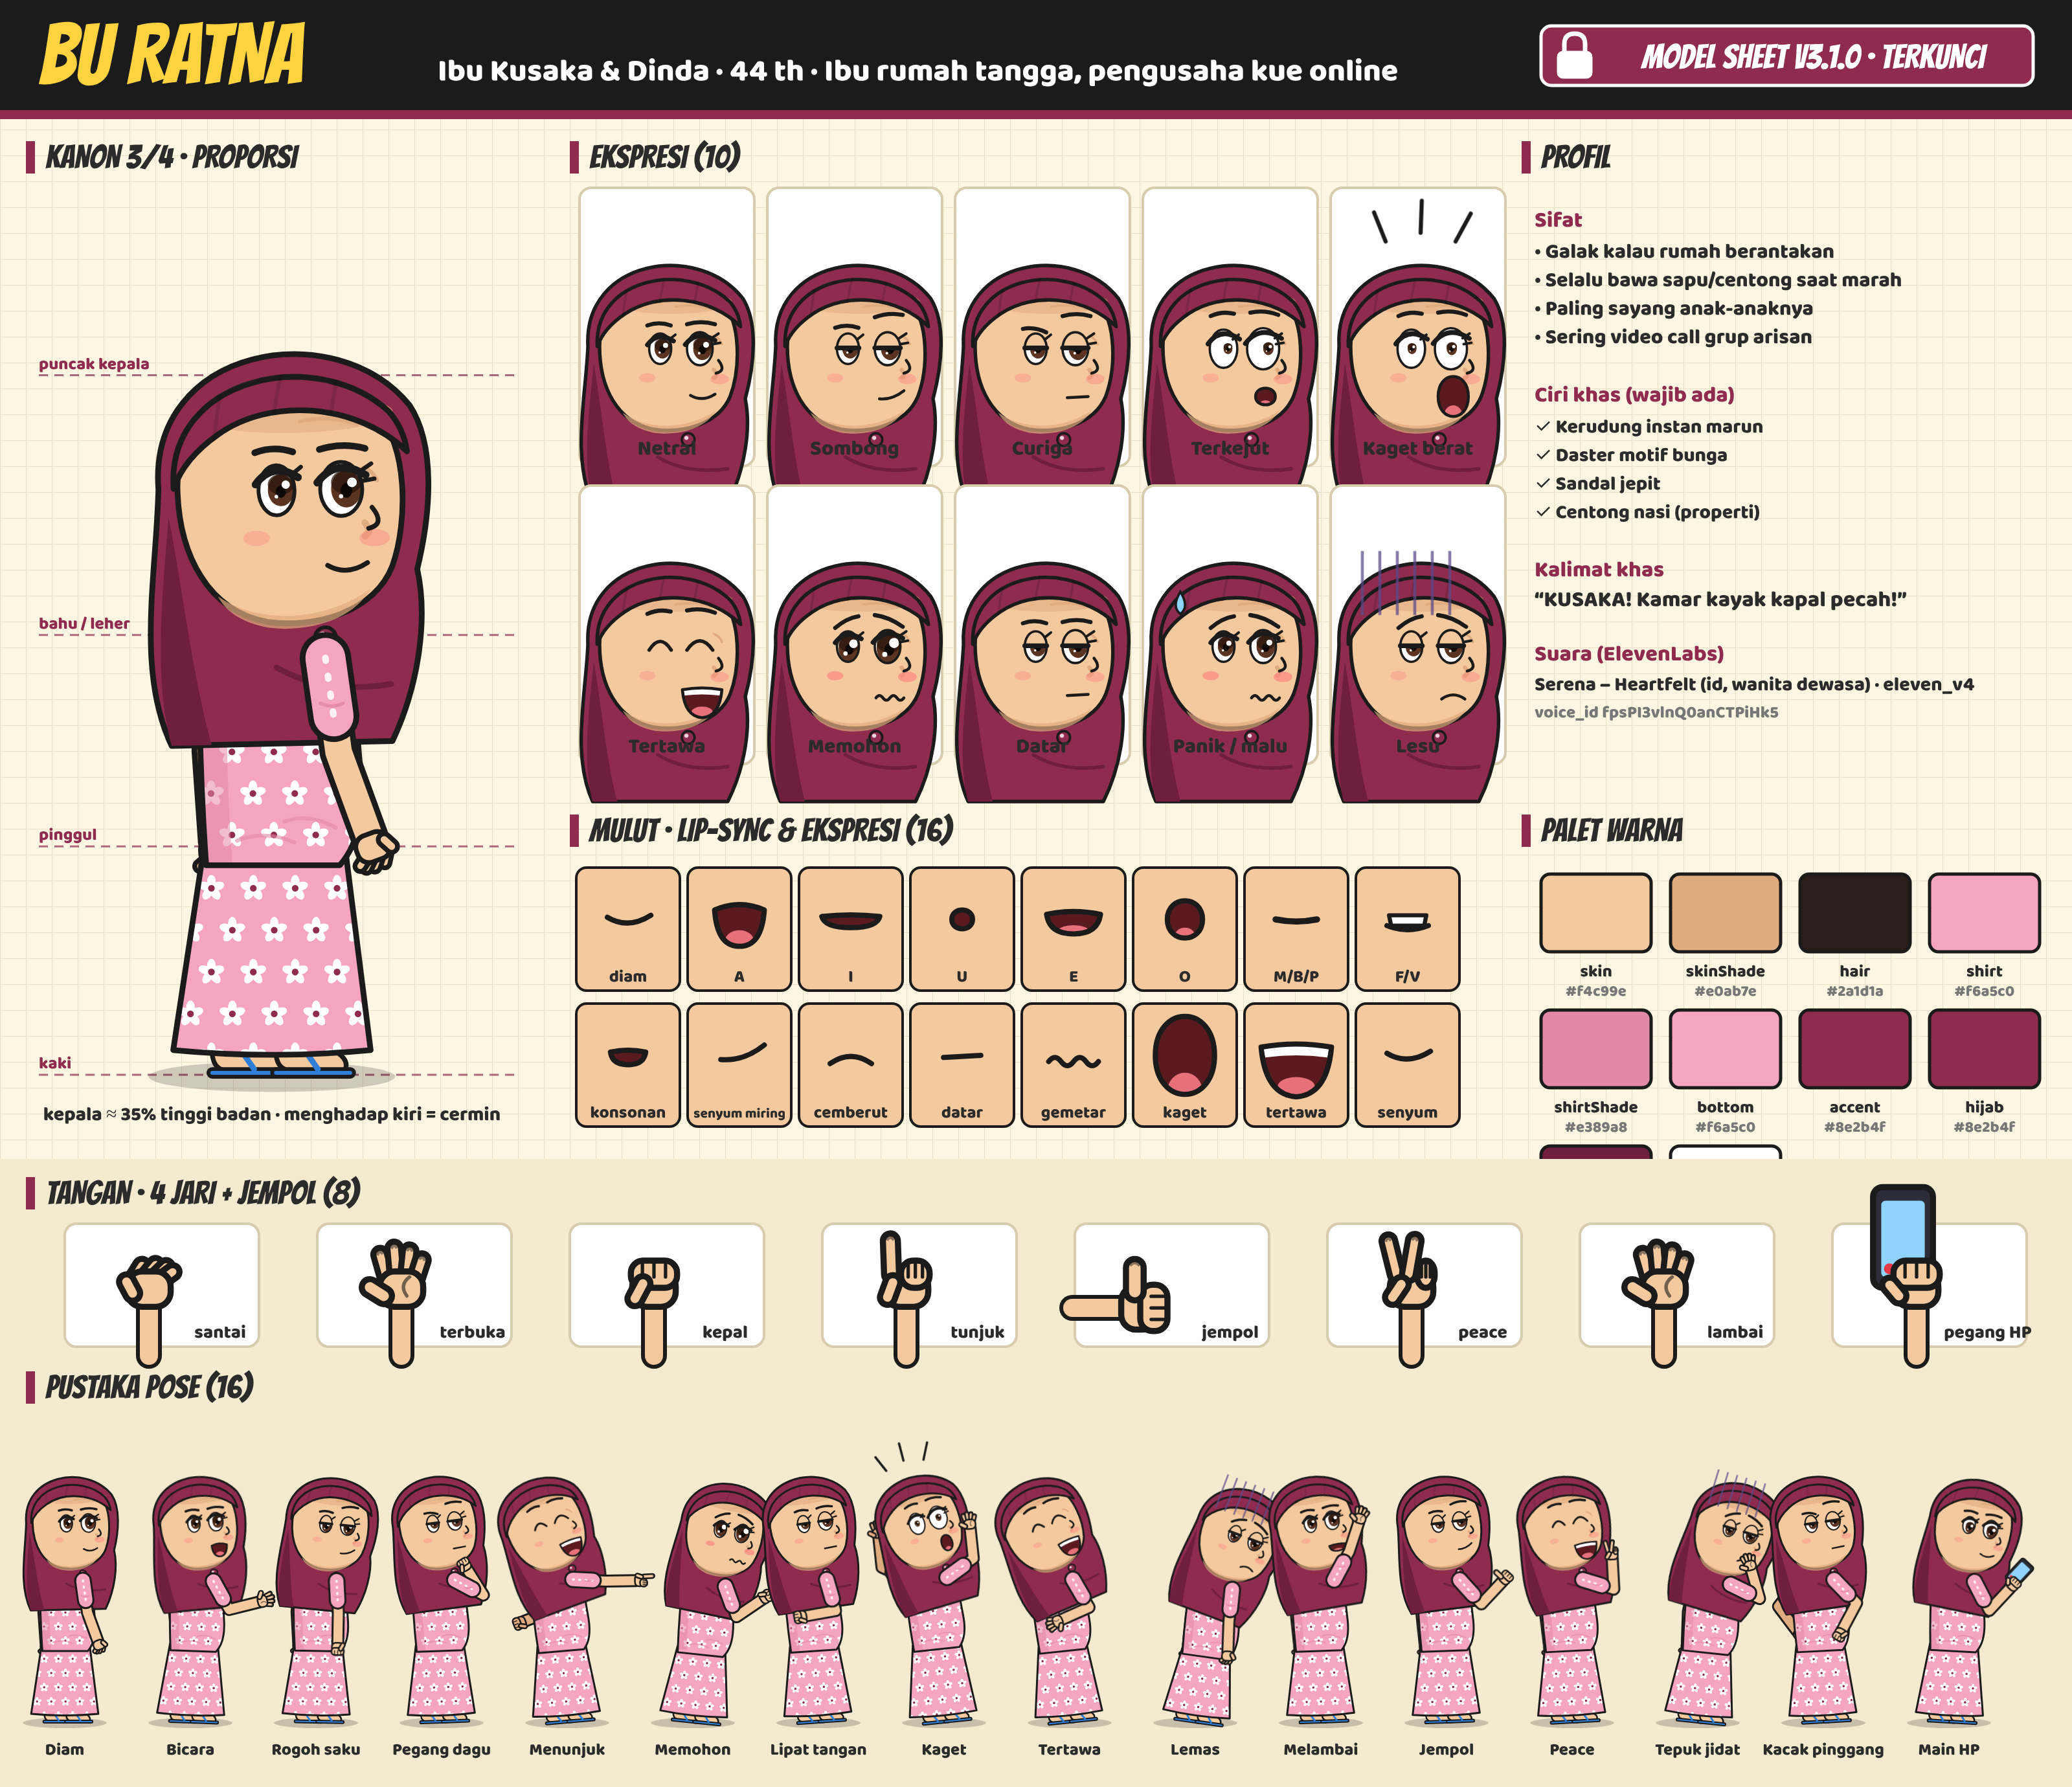 BU RATNA
Ibu Kusaka & Dinda · 44 th · Ibu rumah tangga, pengusaha kue online
MODEL SHEET V3.1.0 · TERKUNCI
KANON 3/4 · PROPORSI
puncak kepala
bahu / leher
pinggul
kaki
kepala ≈ 35% tinggi badan · menghadap kiri = cermin
EKSPRESI (10)
Netral
Sombong
Curiga
Terkejut
Kaget berat
Tertawa
Memohon
Datar
Panik / malu
Lesu
MULUT · LIP-SYNC & EKSPRESI (16)
diam
A
I
U
E
O
M/B/P
F/V
konsonan
senyum miring
cemberut
datar
gemetar
kaget
tertawa
senyum
PROFIL
Sifat
• Galak kalau rumah berantakan
• Selalu bawa sapu/centong saat marah
• Paling sayang anak-anaknya
• Sering video call grup arisan
Ciri khas (wajib ada)
✓ Kerudung instan marun
✓ Daster motif bunga
✓ Sandal jepit
✓ Centong nasi (properti)
Kalimat khas
“KUSAKA! Kamar kayak kapal pecah!”
Suara (ElevenLabs)
Serena – Heartfelt (id, wanita dewasa) · eleven_v4
voice_id fpsPI3vlnQ0anCTPiHk5
PALET WARNA
skin
#f4c99e
skinShade
#e0ab7e
hair
#2a1d1a
shirt
#f6a5c0
shirtShade
#e389a8
bottom
#f6a5c0
accent
#8e2b4f
hijab
#8e2b4f
TANGAN · 4 JARI + JEMPOL (8)
santai
terbuka
kepal
tunjuk
jempol
peace
lambai
pegang HP
PUSTAKA POSE (16)
Diam
Bicara
Rogoh saku
Pegang dagu
Menunjuk
Memohon
Lipat tangan
Kaget
Tertawa
Lemas
Melambai
Jempol
Peace
Tepuk jidat
Kacak pinggang
Main HP